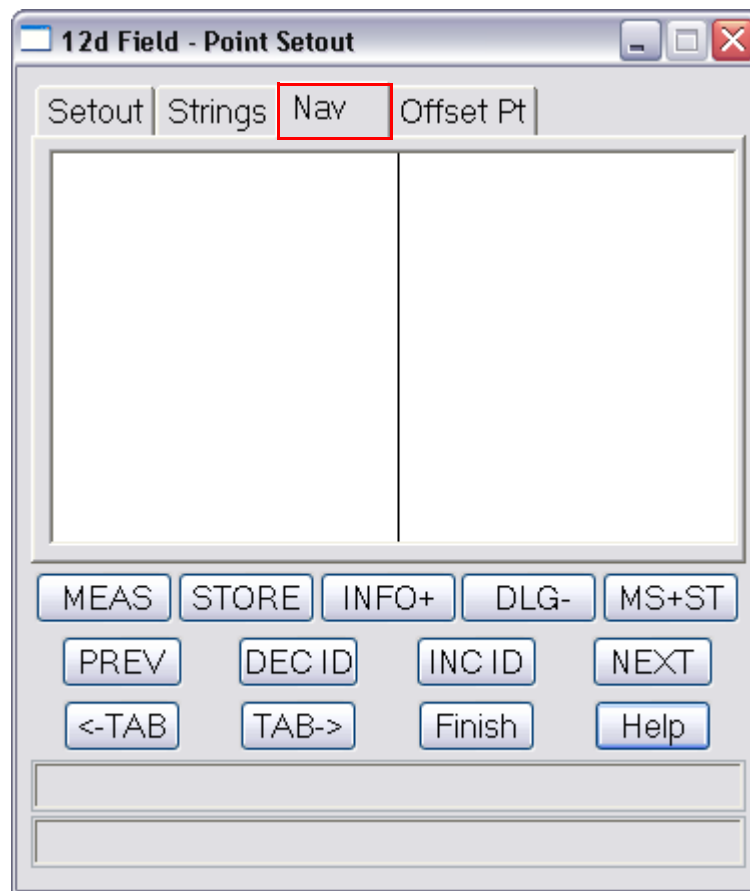 12d Field - Point Setout
Setout Strings Nav Offset Pt
MEAS STORE INFO+ DLG- MS+ST
PREV DEC ID INC ID NEXT
<-TAB TAB-> Finish Help